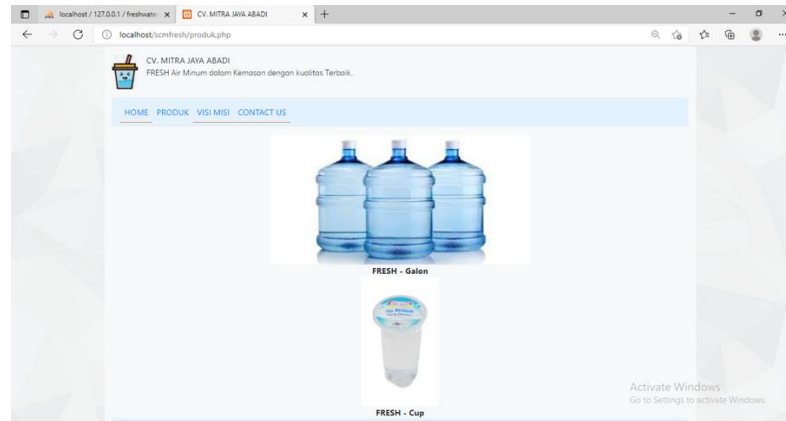 localhost / 127.0.0.1 / freshwater
CV. MITRA JAYA ABADI
localhost/scmfresh/produk.php
CV. MITRA JAYA ABADI
FRESH Air Minum dalam Kemasan dengan kualitas Terbaik..
HOME PRODUK VISI MISI CONTACT US
FRESH - Galon
FRESH - Cup
Activate Windows
Go to Settings to activate Windows.